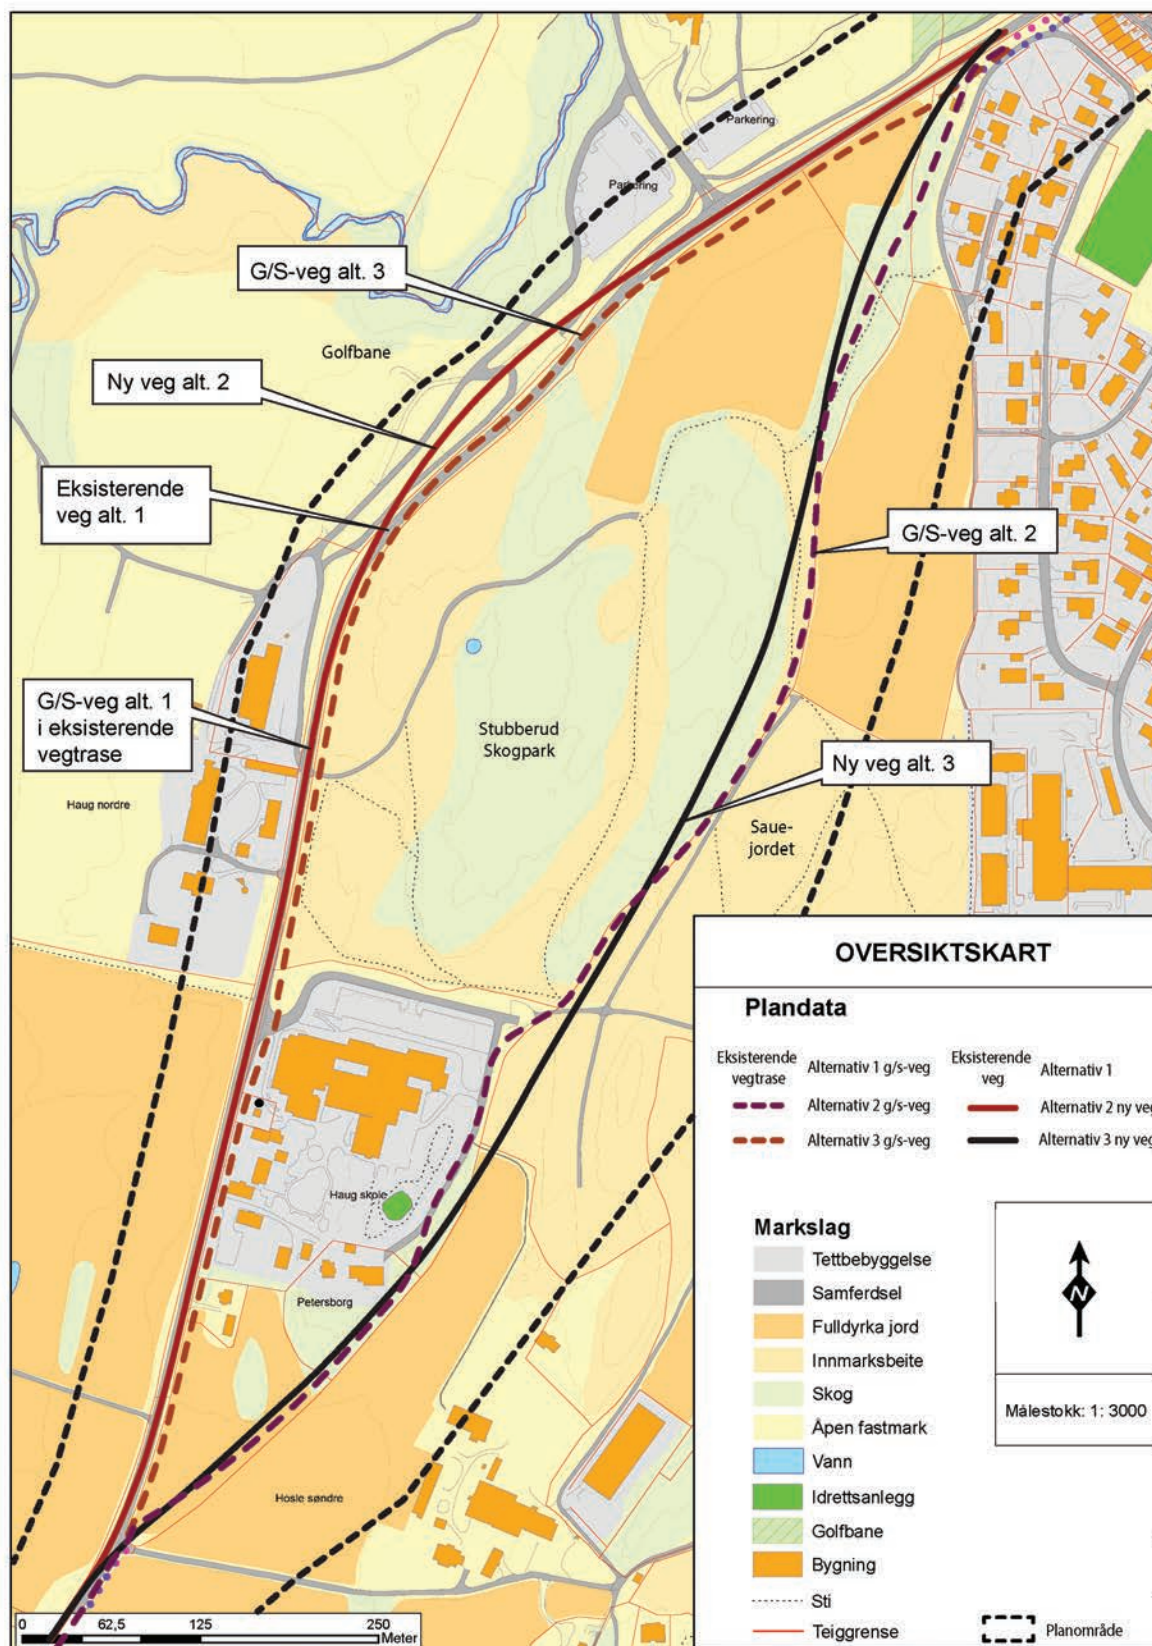 Parkering
Parkering
G/S-veg alt. 3
Golfbane
Ny veg alt. 2
Eksisterende
veg alt. 1
G/S-veg alt. 2
G/S-veg alt. 1
i eksisterende
vegtrase
Stubberud
Skogpark
Ny veg alt. 3
Haug nordre
Saue-
jordet
Haug skole
Petersborg
Hosle søndre
OVERSIKTSKART
Plandata
Eksisterende
vegtrase
Alternativ 1 g/s-veg
Eksisterende
veg
Alternativ 1
Alternativ 2 g/s-veg
Alternativ 2 ny veg
Alternativ 3 g/s-veg
Alternativ 3 ny veg
Markslag
Tettbebyggelse
Samferdsel
Fulldyrka jord
Innmarksbeite
Skog
Åpen fastmark
Vann
Idrettsanlegg
Golfbane
Bygning
Sti
Teiggrense
N
Målestokk: 1: 3000
Planområde
0 62,5 125 250
Meter